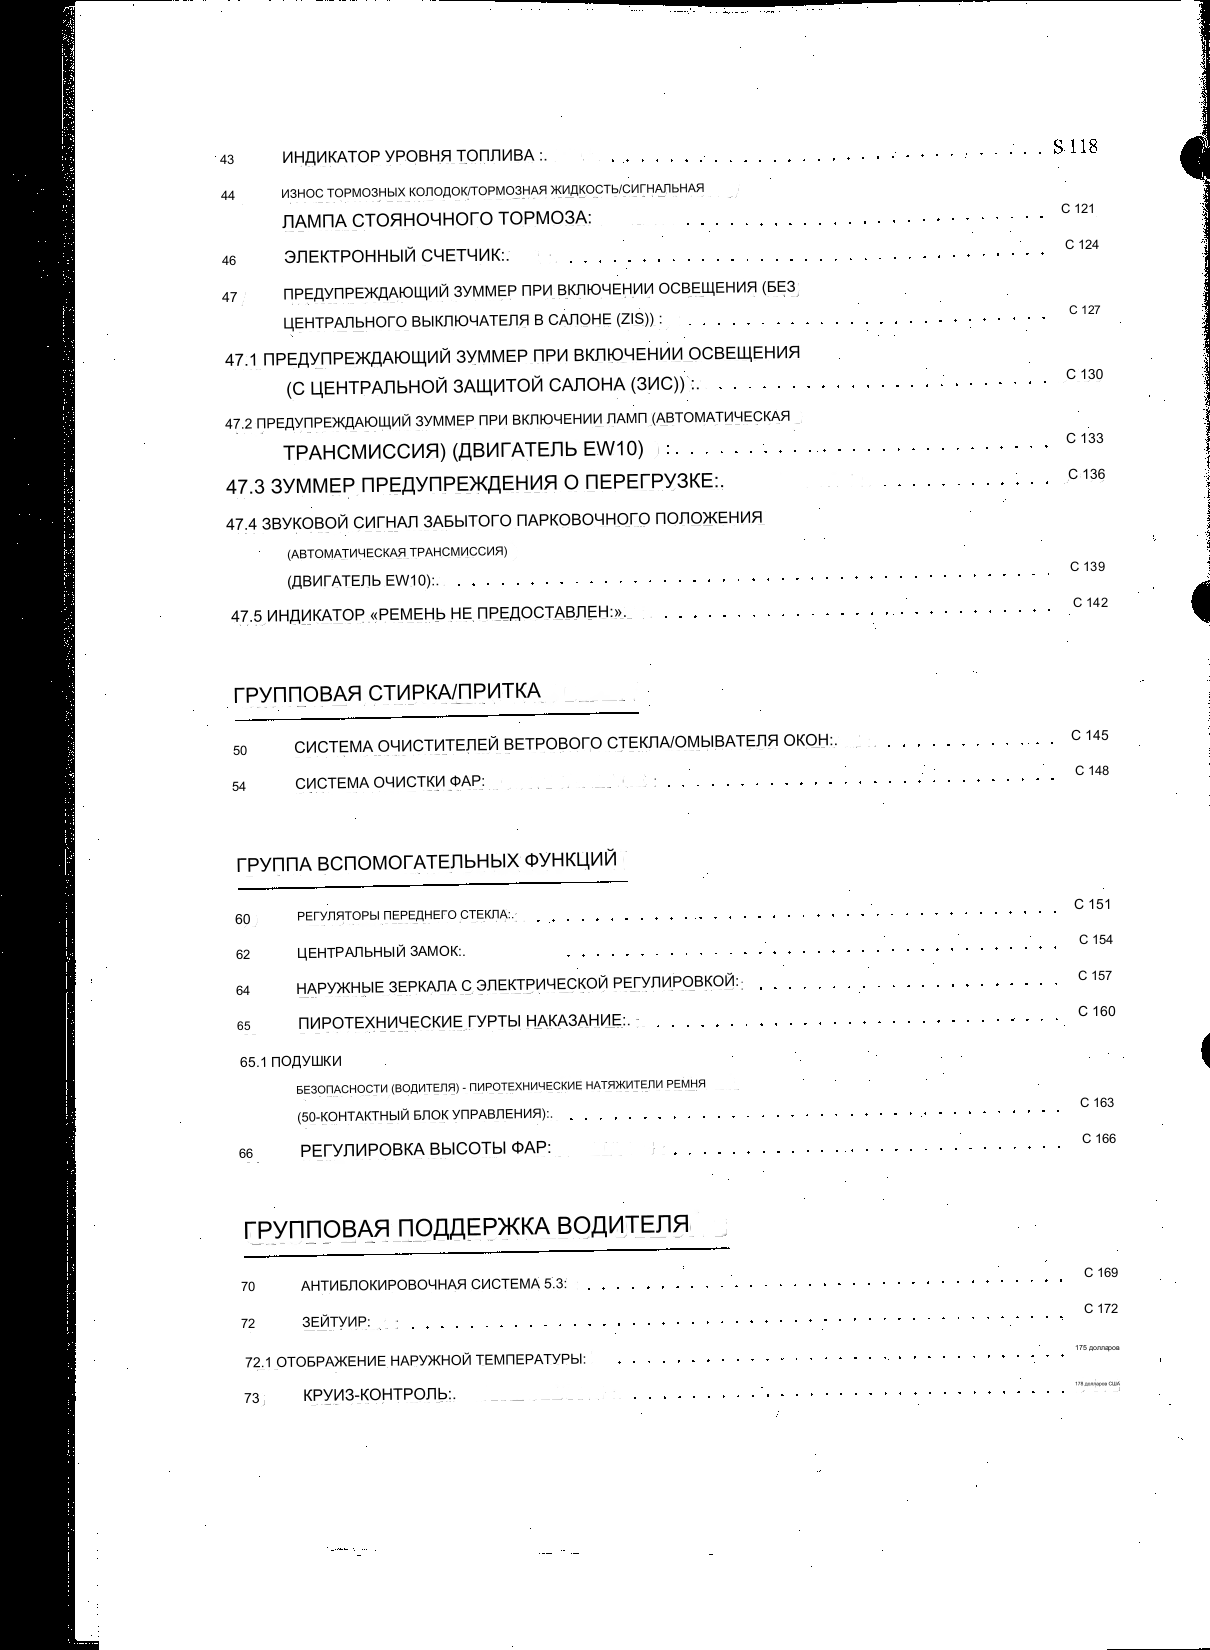 43 ИНДИКАТОР УРОВНЯ ТОПЛИВА :. . . . . . . . . . . . . . . . . . . . . . . . . . S 118
44 ИЗНОС ТОРМОЗНЫХ КОЛОДОК/ТОРМОЗНАЯ ЖИДКОСТЬ/СИГНАЛЬНАЯ
ЛАМПА СТОЯНОЧНОГО ТОРМОЗА: . . . . . . . . . . . . . . . . . . . . . С 121
46 ЭЛЕКТРОННЫЙ СЧЕТЧИК:. . . . . . . . . . . . . . . . . . . . . . . . . . . . С 124
47 ПРЕДУПРЕЖДАЮЩИЙ ЗУММЕР ПРИ ВКЛЮЧЕНИИ ОСВЕЩЕНИЯ (БЕЗ
ЦЕНТРАЛЬНОГО ВЫКЛЮЧАТЕЛЯ В САЛОНЕ (ZIS)) : . . . . . . . . . . . . . . . . . . . . . С 127
47.1 ПРЕДУПРЕЖДАЮЩИЙ ЗУММЕР ПРИ ВКЛЮЧЕНИИ ОСВЕЩЕНИЯ
(С ЦЕНТРАЛЬНОЙ ЗАЩИТОЙ САЛОНА (ЗИС)) :. . . . . . . . . . . . . . . . . . . . С 130
47.2 ПРЕДУПРЕЖДАЮЩИЙ ЗУММЕР ПРИ ВКЛЮЧЕНИИ ЛАМП (АВТОМАТИЧЕСКАЯ
ТРАНСМИССИЯ) (ДВИГАТЕЛЬ EW10) :. . . . . . . . . . . . . . . . . . . . . . С 133
47.3 ЗУММЕР ПРЕДУПРЕЖДЕНИЯ О ПЕРЕГРУЗКЕ:. . . . . . . . . . . . С 136
47.4 ЗВУКОВОЙ СИГНАЛ ЗАБЫТОГО ПАРКОВОЧНОГО ПОЛОЖЕНИЯ
(АВТОМАТИЧЕСКАЯ ТРАНСМИССИЯ)
(ДВИГАТЕЛЬ EW10):. . . . . . . . . . . . . . . . . . . . . . . . . . . . . . . . . . С 139
47.5 ИНДИКАТОР «РЕМЕНЬ НЕ ПРЕДОСТАВЛЕН:». . . . . . . . . . . . . . . . . . . . . . . С 142
ГРУППОВАЯ СТИРКА/ПРИТКА
50 СИСТЕМА ОЧИСТИТЕЛЕЙ ВЕТРОВОГО СТЕКЛА/ОМЫВАТЕЛЯ ОКОН:. . . . . . . . . . . . С 145
54 СИСТЕМА ОЧИСТКИ ФАР: . . . . . . . . . . . . . . . . . . . . . . . С 148
ГРУППА ВСПОМОГАТЕЛЬНЫХ ФУНКЦИЙ
60 РЕГУЛЯТОРЫ ПЕРЕДНЕГО СТЕКЛА:. . . . . . . . . . . . . . . . . . . . . . . . . . . . . . С 151
62 ЦЕНТРАЛЬНЫЙ ЗАМОК:. . . . . . . . . . . . . . . . . . . . . . . . . . . . . С 154
64 НАРУЖНЫЕ ЗЕРКАЛА С ЭЛЕКТРИЧЕСКОЙ РЕГУЛИРОВКОЙ: . . . . . . . . . . . . . . . . . . С 157
65 ПИРОТЕХНИЧЕСКИЕ ГУРТЫ НАКАЗАНИЕ:. . . . . . . . . . . . . . . . . . . . . . . . С 160
65.1 ПОДУШКИ
БЕЗОПАСНОСТИ (ВОДИТЕЛЯ) - ПИРОТЕХНИЧЕСКИЕ НАТЯЖИТЕЛИ РЕМНЯ
(50-КОНТАКТНЫЙ БЛОК УПРАВЛЕНИЯ):. . . . . . . . . . . . . . . . . . . . . . . . . . . . . С 163
66 РЕГУЛИРОВКА ВЫСОТЫ ФАР: . . . . . . . . . . . . . . . . . . . . . . . С 166
ГРУППОВАЯ ПОДДЕРЖКА ВОДИТЕЛЯ
70 АНТИБЛОКИРОВОЧНАЯ СИСТЕМА 5.3: . . . . . . . . . . . . . . . . . . . . . . . . . . . . С 169
72 ЗЕЙТУИР: . . . . . . . . . . . . . . . . . . . . . . . . . . . . . . . . . . . . . . С 172
72.1 ОТОБРАЖЕНИЕ НАРУЖНОЙ ТЕМПЕРАТУРЫ: . . . . . . . . . . . . . . . . . . . . . . . . . . 175 долларов
73 КРУИЗ-КОНТРОЛЬ:. . . . . . . . . . . . . . . . . . . . . . . . . 178 долларов США